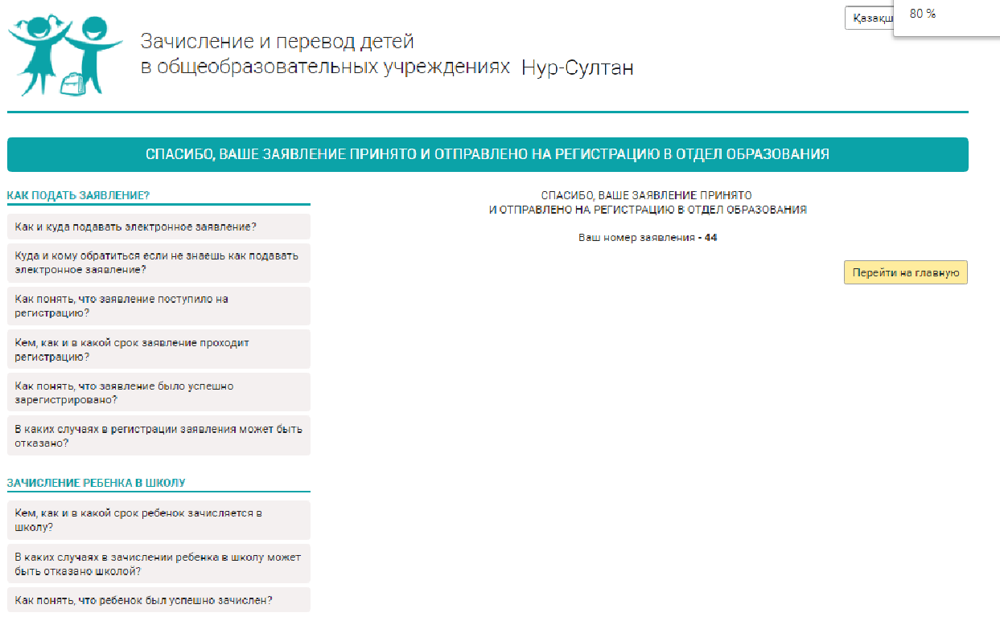 Зачисление и перевод детей
в общеобразовательных учреждениях Нур-Султан
Қазақш
80 %
СПАСИБО, ВАШЕ ЗАЯВЛЕНИЕ ПРИНЯТО И ОТПРАВЛЕНО НА РЕГИСТРАЦИЮ В ОТДЕЛ ОБРАЗОВАНИЯ
КАК ПОДАТЬ ЗАЯВЛЕНИЕ?
Как и куда подавать электронное заявление?
Куда и кому обратиться если не знаешь как подавать
электронное заявление?
Как понять, что заявление поступило на
регистрацию?
Кем, как и в какой срок заявление проходит
регистрацию?
Как понять, что заявление было успешно
зарегистрировано?
В каких случаях в регистрации заявления может быть
отказано?
ЗАЧИСЛЕНИЕ РЕБЕНКА В ШКОЛУ
Кем, как и в какой срок ребенок зачисляется в
школу?
В каких случаях в зачислении ребенка в школу может
быть отказано школой?
Как понять, что ребенок был успешно зачислен?
СПАСИБО, ВАШЕ ЗАЯВЛЕНИЕ ПРИНЯТО
И ОТПРАВЛЕНО НА РЕГИСТРАЦИЮ В ОТДЕЛ ОБРАЗОВАНИЯ
Ваш номер заявления - 44
Перейти на главную